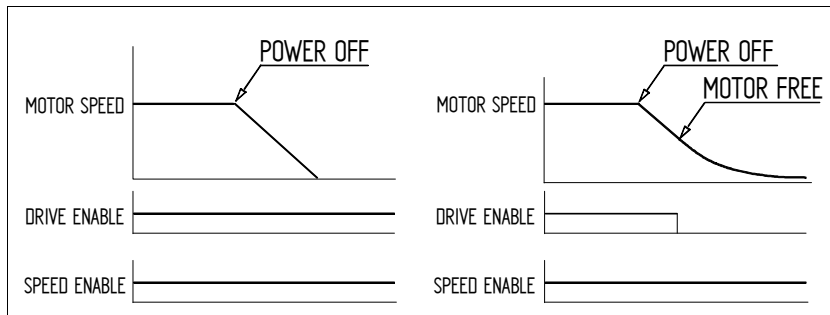 POWER OFF
MOTOR SPEED
DRIVE ENABLE
SPEED ENABLE
POWER OFF
MOTOR FREE
MOTOR SPEED
DRIVE ENABLE
SPEED ENABLE